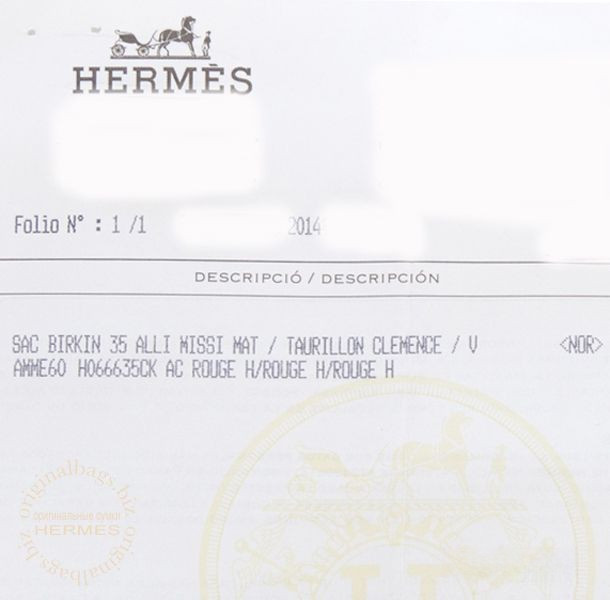 HERMÈS
Folio N° : 1 /1 2014
DESCRIPCIÓ / DESCRIPCIÓN
SAC BIRKIN 35 ALLI MISSI MAT / TAURILLON CLEMENCE / V <NOR>
AMME60 H066635CK AC ROUGE H/ROUGE H/ROUGE H
originalbags.biz originalbags.biz
оригинальные сумки
HERMES